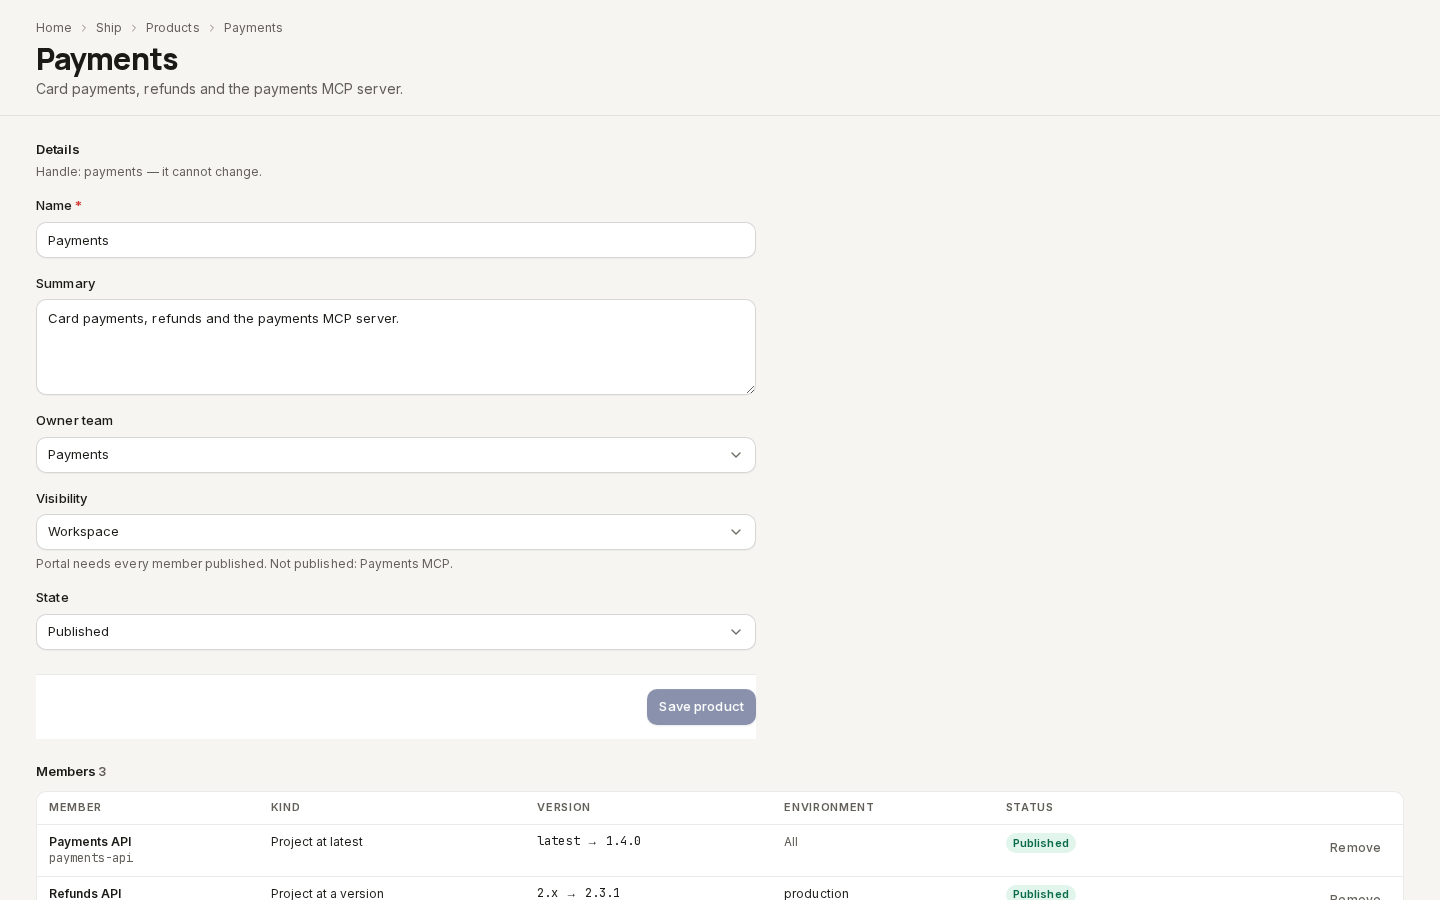 Home > Ship > Products > Payments
Payments
Card payments, refunds and the payments MCP server.
Details
Handle: payments — it cannot change.
Name *
Payments
Summary
Card payments, refunds and the payments MCP server.
Owner team
Payments
Visibility
Workspace
Portal needs every member published. Not published: Payments MCP.
State
Published
Save product
Members 3
MEMBER KIND VERSION ENVIRONMENT STATUS
Payments API Project at latest latest → 1.4.0 All Published Remove
payments-api
Refunds API Project at a version 2.x → 2.3.1 production Published Remove